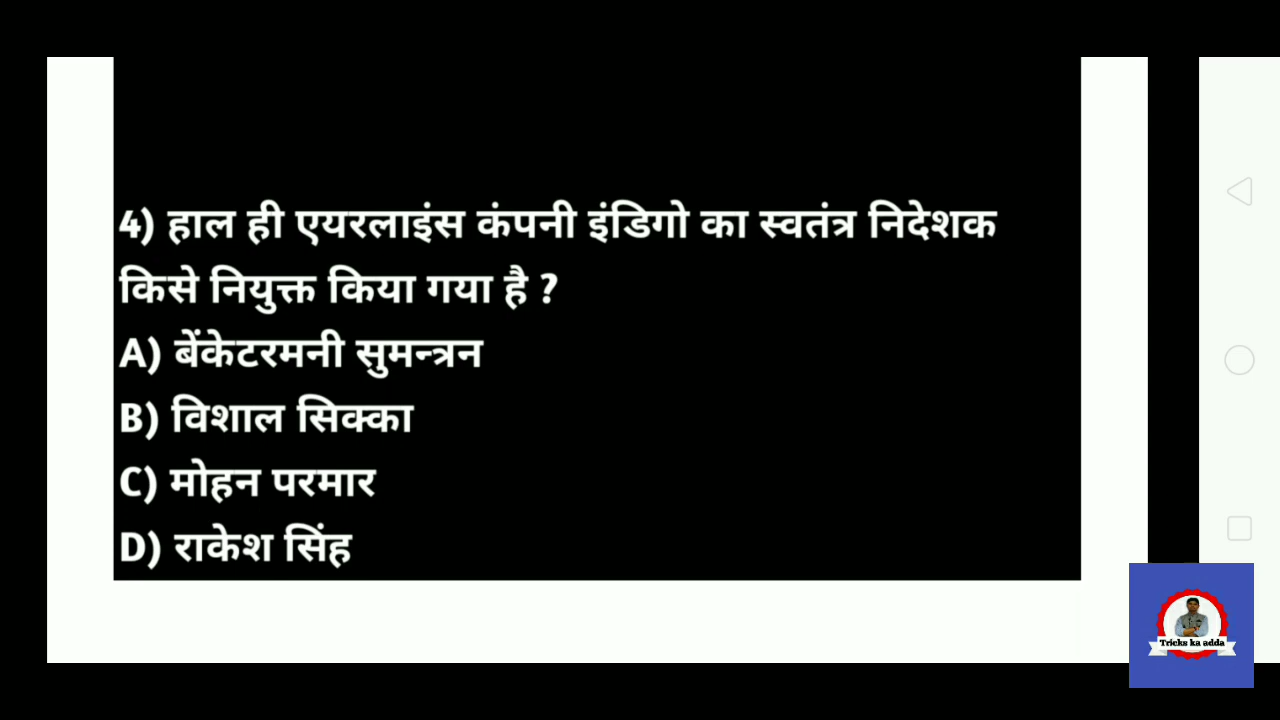 4) हाल ही एयरलाइंस कंपनी इंडिगो का स्वतंत्र निदेशक
किसे नियुक्त किया गया है ?
A) बेंकेटरमनी सुमन्त्रन
B) विशाल सिक्का
C) मोहन परमार
D) राकेश सिंह
Tricks ka adda